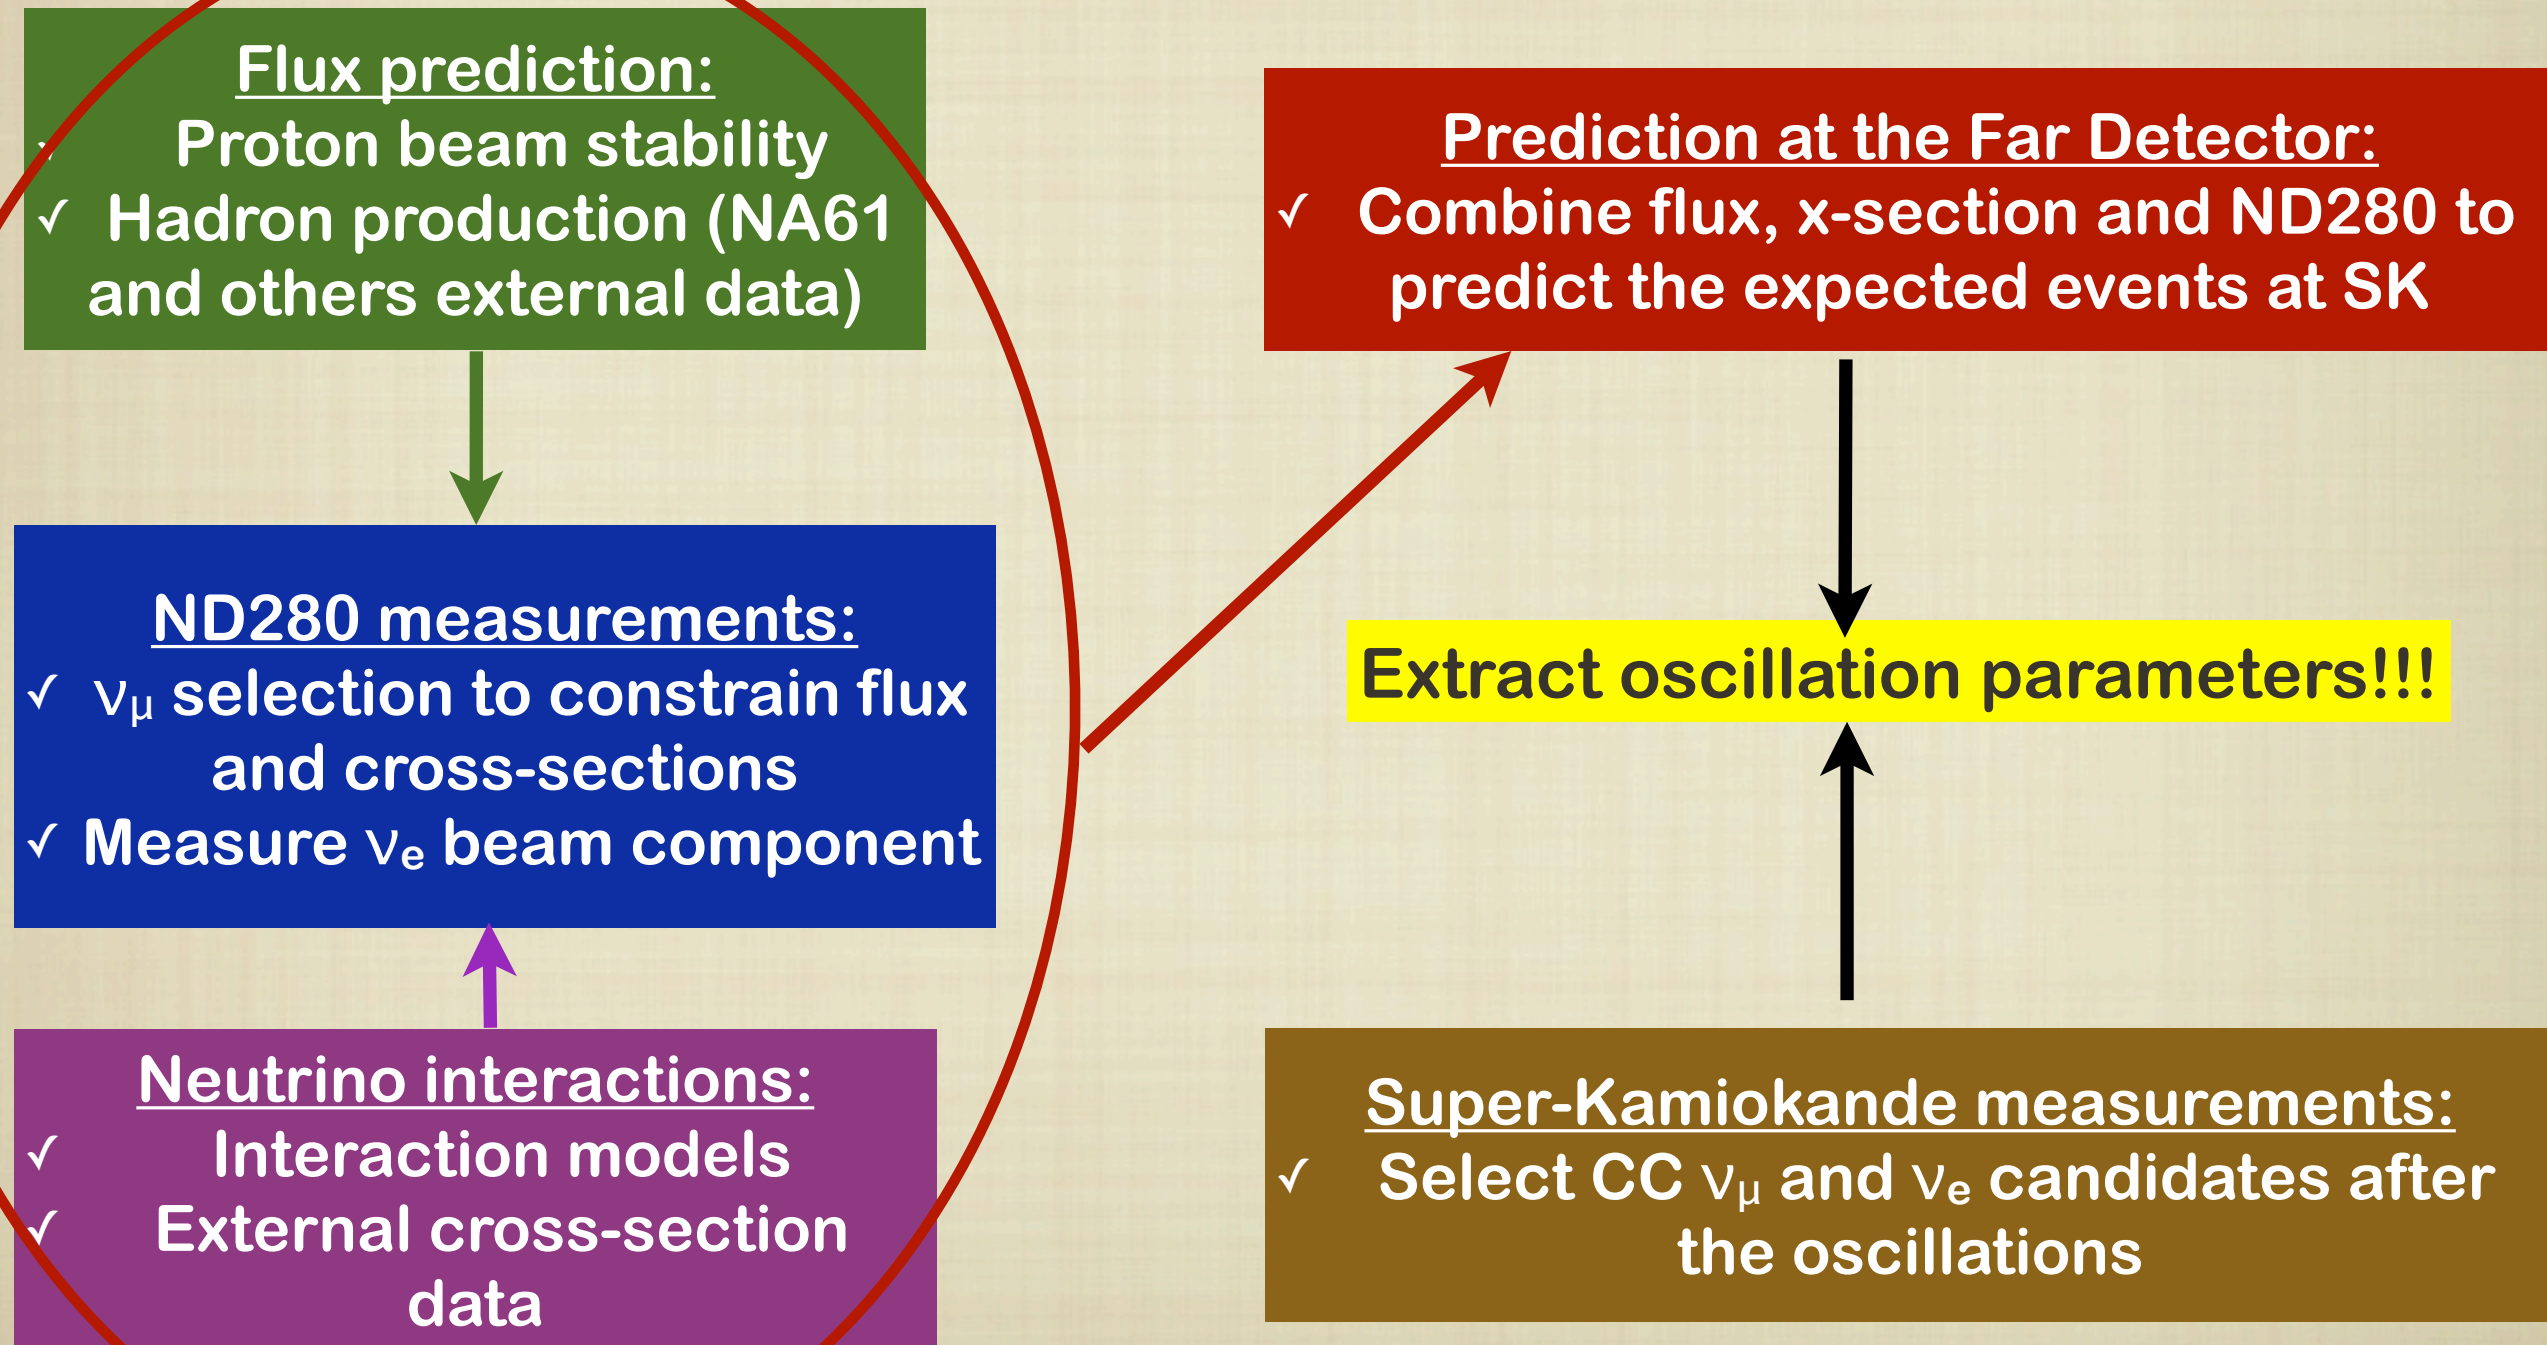 Flux prediction:
✓ Proton beam stability
✓ Hadron production (NA61
and others external data)
ND280 measurements:
✓ νμ selection to constrain flux
and cross-sections
✓ Measure νe beam component
Neutrino interactions:
✓ Interaction models
✓ External cross-section
data
Prediction at the Far Detector:
✓ Combine flux, x-section and ND280 to
predict the expected events at SK
Extract oscillation parameters!!!
Super-Kamiokande measurements:
✓ Select CC νμ and νe candidates after
the oscillations